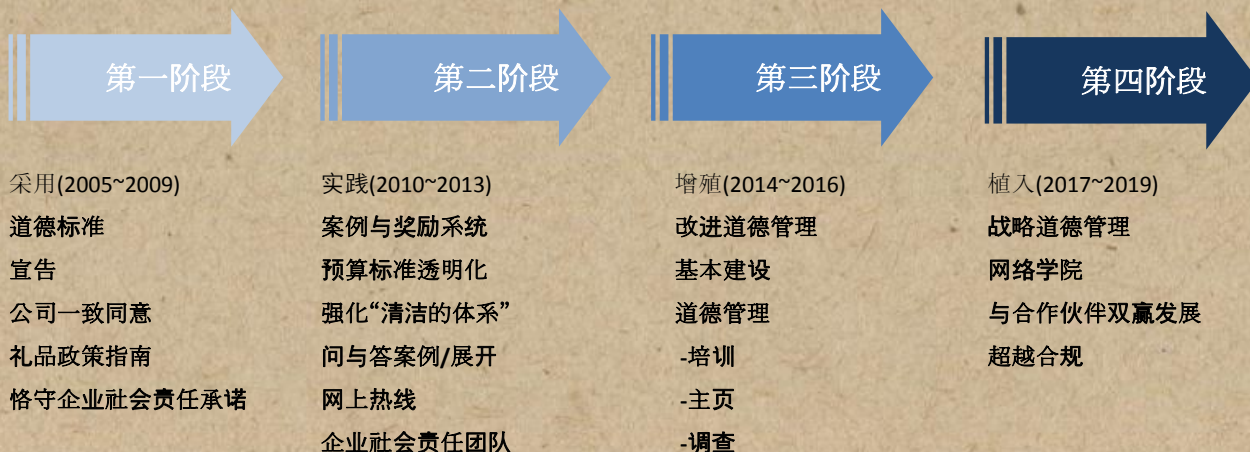 第一阶段
采用(2005~2009)
道德标准
宣告
公司一致同意
礼品政策指南
恪守企业社会责任承诺
第二阶段
实践(2010~2013)
案例与奖励系统
预算标准透明化
强化“清洁的体系”
问与答案例/展开
网上热线
企业社会责任团队
第三阶段
增殖(2014~2016)
改进道德管理
基本建设
道德管理
-培训
-主页
-调查
第四阶段
植入(2017~2019)
战略道德管理
网络学院
与合作伙伴双赢发展
超越合规